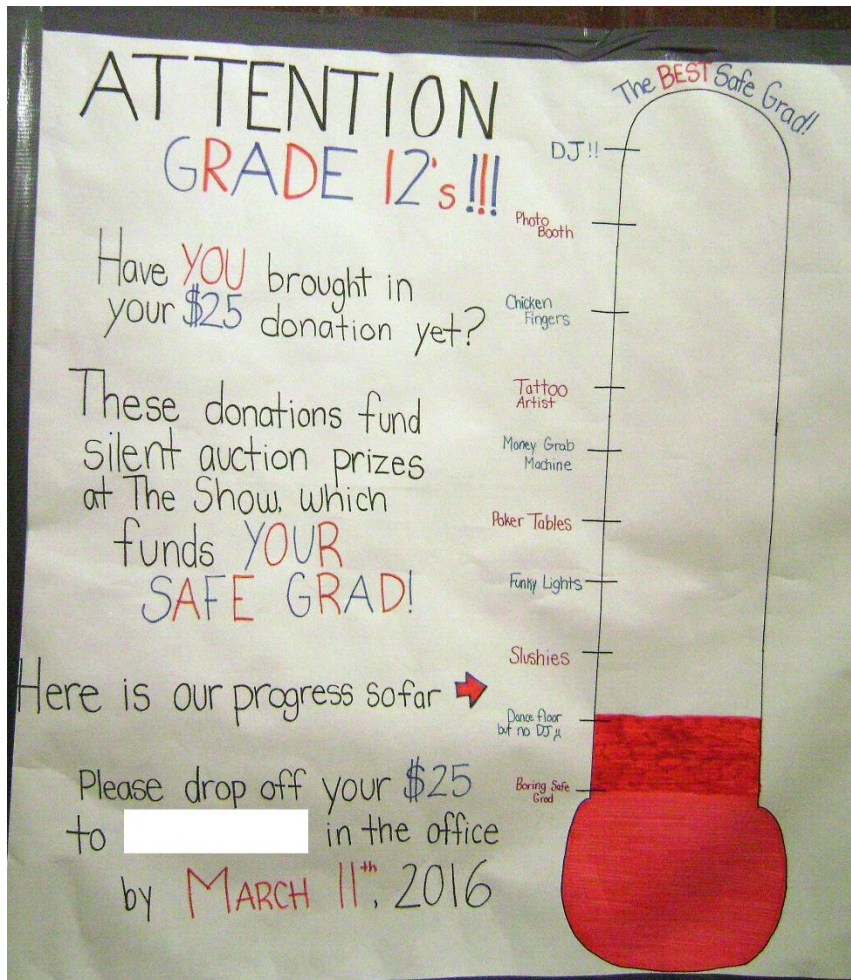 ATTENTION
GRADE 12's!!!
Have YOU brought in
your $25 donation yet?
These donations fund
silent auction prizes
at The Show, which
funds YOUR
SAFE GRAD!
Here is our progress so far
Please drop off your $25
to in the office
by MARCH 11th, 2016
The BEST Safe Grad!
DJ!!
Photo
Booth
Chicken
Fingers
Tattoo
Artist
Money Grab
Machine
Poker Tables
Funky Lights
Slushies
Dance floor
but no DJ :(
Boring Safe
Grad